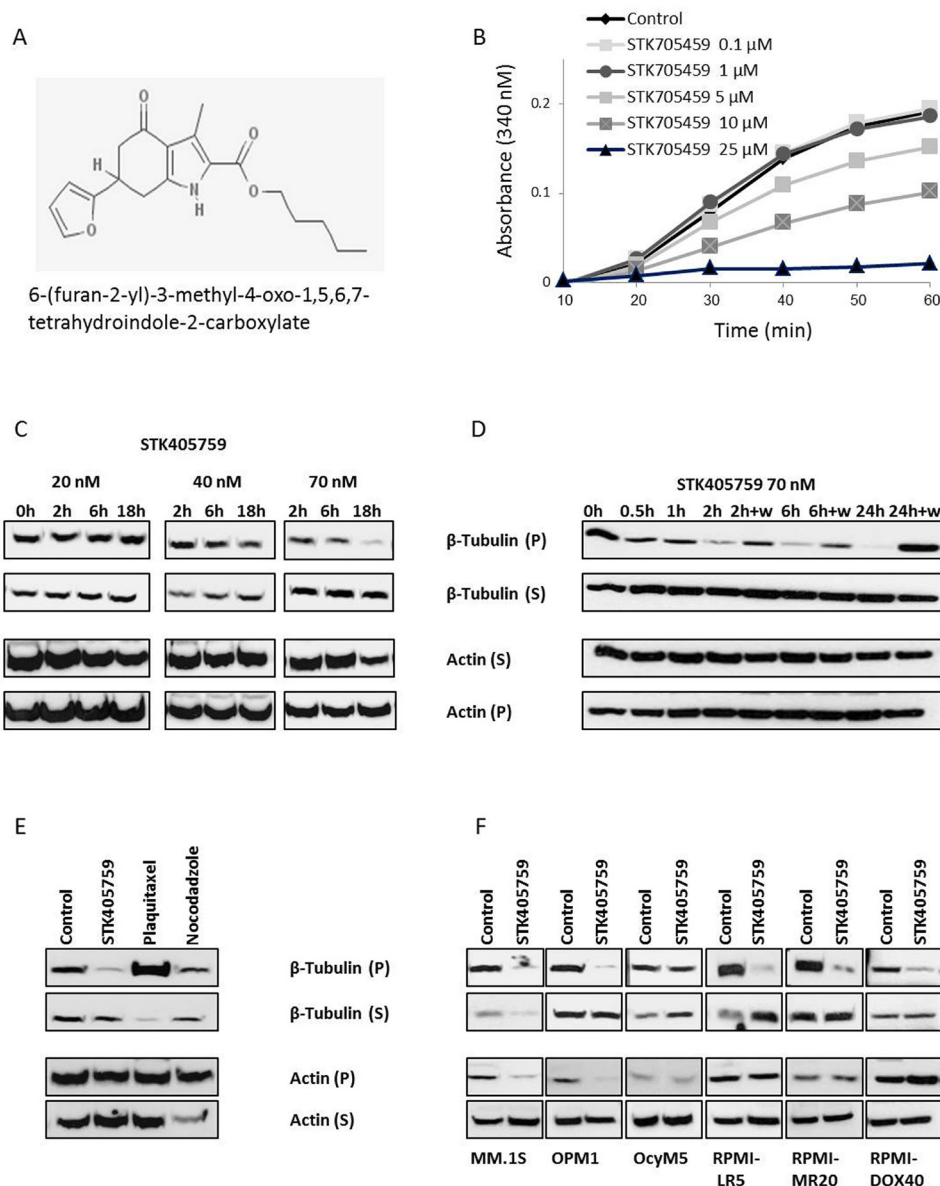 A
O
O
H
N
H
O
O
6-(furan-2-yl)-3-methyl-4-oxo-1,5,6,7-
tetrahydroindole-2-carboxylate
B
Control
STK705459 0.1 µM
STK705459 1 µM
STK705459 5 µM
STK705459 10 µM
STK705459 25 µM
Absorbance (340 nM)
0.2
0.1
0
10 20 30 40 50 60
Time (min)
C
STK405759
20 nM 40 nM 70 nM
0h 2h 6h 18h 2h 6h 18h 2h 6h 18h
D
STK405759 70 nM
0h 0.5h 1h 2h 2h+w 6h 6h+w 24h 24h+w
β-Tubulin (P)
β-Tubulin (S)
Actin (S)
Actin (P)
E
Control
STK405759
Plaquitaxel
Nocodadzole
β-Tubulin (P)
β-Tubulin (S)
Actin (P)
Actin (S)
F
Control
STK405759
Control
STK405759
Control
STK405759
Control
STK405759
Control
STK405759
Control
STK405759
MM.1S OPM1 OcyM5 RPMI- RPMI- RPMI-
LR5 MR20 DOX40